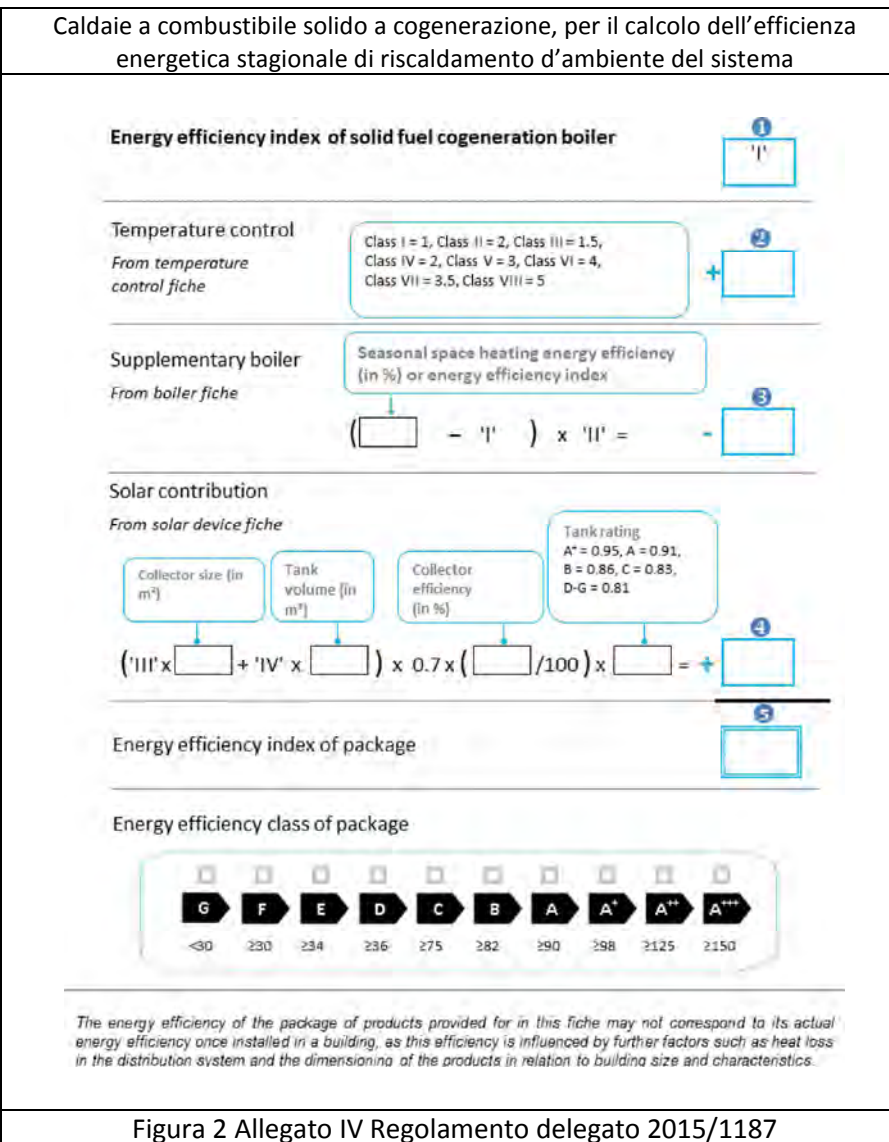 Caldaie a combustibile solido a cogenerazione, per il calcolo dell'efficienza
energetica stagionale di riscaldamento d'ambiente del sistema
Energy efficiency index of solid fuel cogeneration boiler
❶
'I'
Temperature control
From temperature
control fiche
Class I = 1, Class II = 2, Class III = 1.5,
Class IV = 2, Class V = 3, Class VI = 4,
Class VII = 3.5, Class VIII = 5
❷
+
Supplementary boiler
From boiler fiche
Seasonal space heating energy efficiency
(in %) or energy efficiency index
❸
( – 'I' ) x 'II' = -
Solar contribution
From solar device fiche
Collector size (in
m²)
Tank
volume (in
m³)
Collector
efficiency
(in %)
Tank rating
A* = 0.95, A = 0.91,
B = 0.86, C = 0.83,
D-G = 0.81
❹
('III' x + 'IV' x ) x 0.7 x ( /100 ) x = +
❺
Energy efficiency index of package
Energy efficiency class of package
G F E D C B A A⁺ A⁺⁺ A⁺⁺⁺
<30 ≥30 ≥34 ≥36 ≥75 ≥82 ≥90 ≥98 ≥125 ≥150
The energy efficiency of the package of products provided for in this fiche may not correspond to its actual
energy efficiency once installed in a building, as this efficiency is influenced by further factors such as heat loss
in the distribution system and the dimensioning of the products in relation to building size and characteristics.
Figura 2 Allegato IV Regolamento delegato 2015/1187